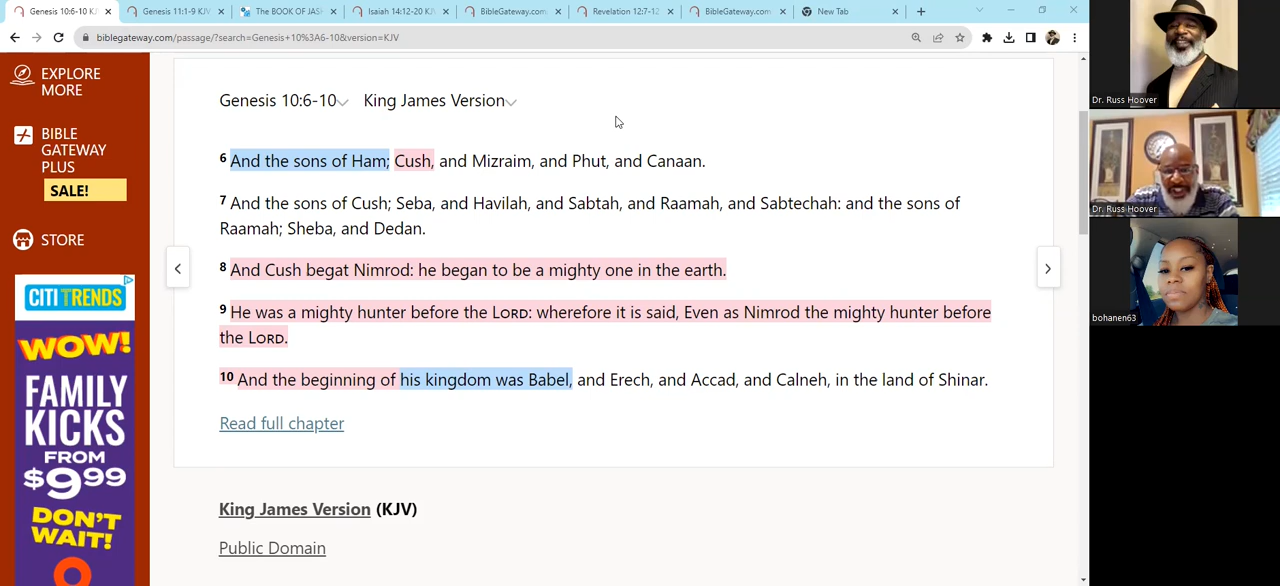 Genesis 10:6-10 KJ
Genesis 11:1-9 KJV
The BOOK OF JASH
Isaiah 14:12-20 KJV
BibleGateway.com
Revelation 12:7-12
BibleGateway.com
New Tab
biblegateway.com/passage/?search=Genesis+10%3A6-10&version=KJV
EXPLORE
MORE
BIBLE
GATEWAY
PLUS
SALE!
STORE
CITI TRENDS
WOW!
FAMILY
KICKS
FROM
$9.99
DON'T
WAIT!
Genesis 10:6-10
King James Version
6 And the sons of Ham; Cush, and Mizraim, and Phut, and Canaan.
7 And the sons of Cush; Seba, and Havilah, and Sabtah, and Raamah, and Sabtechah: and the sons of
Raamah; Sheba, and Dedan.
8 And Cush begat Nimrod: he began to be a mighty one in the earth.
9 He was a mighty hunter before the LORD: wherefore it is said, Even as Nimrod the mighty hunter before
the LORD.
10 And the beginning of his kingdom was Babel, and Erech, and Accad, and Calneh, in the land of Shinar.
Read full chapter
King James Version (KJV)
Public Domain
Dr. Russ Hoover
Dr. Russ Hoover
bohanen63